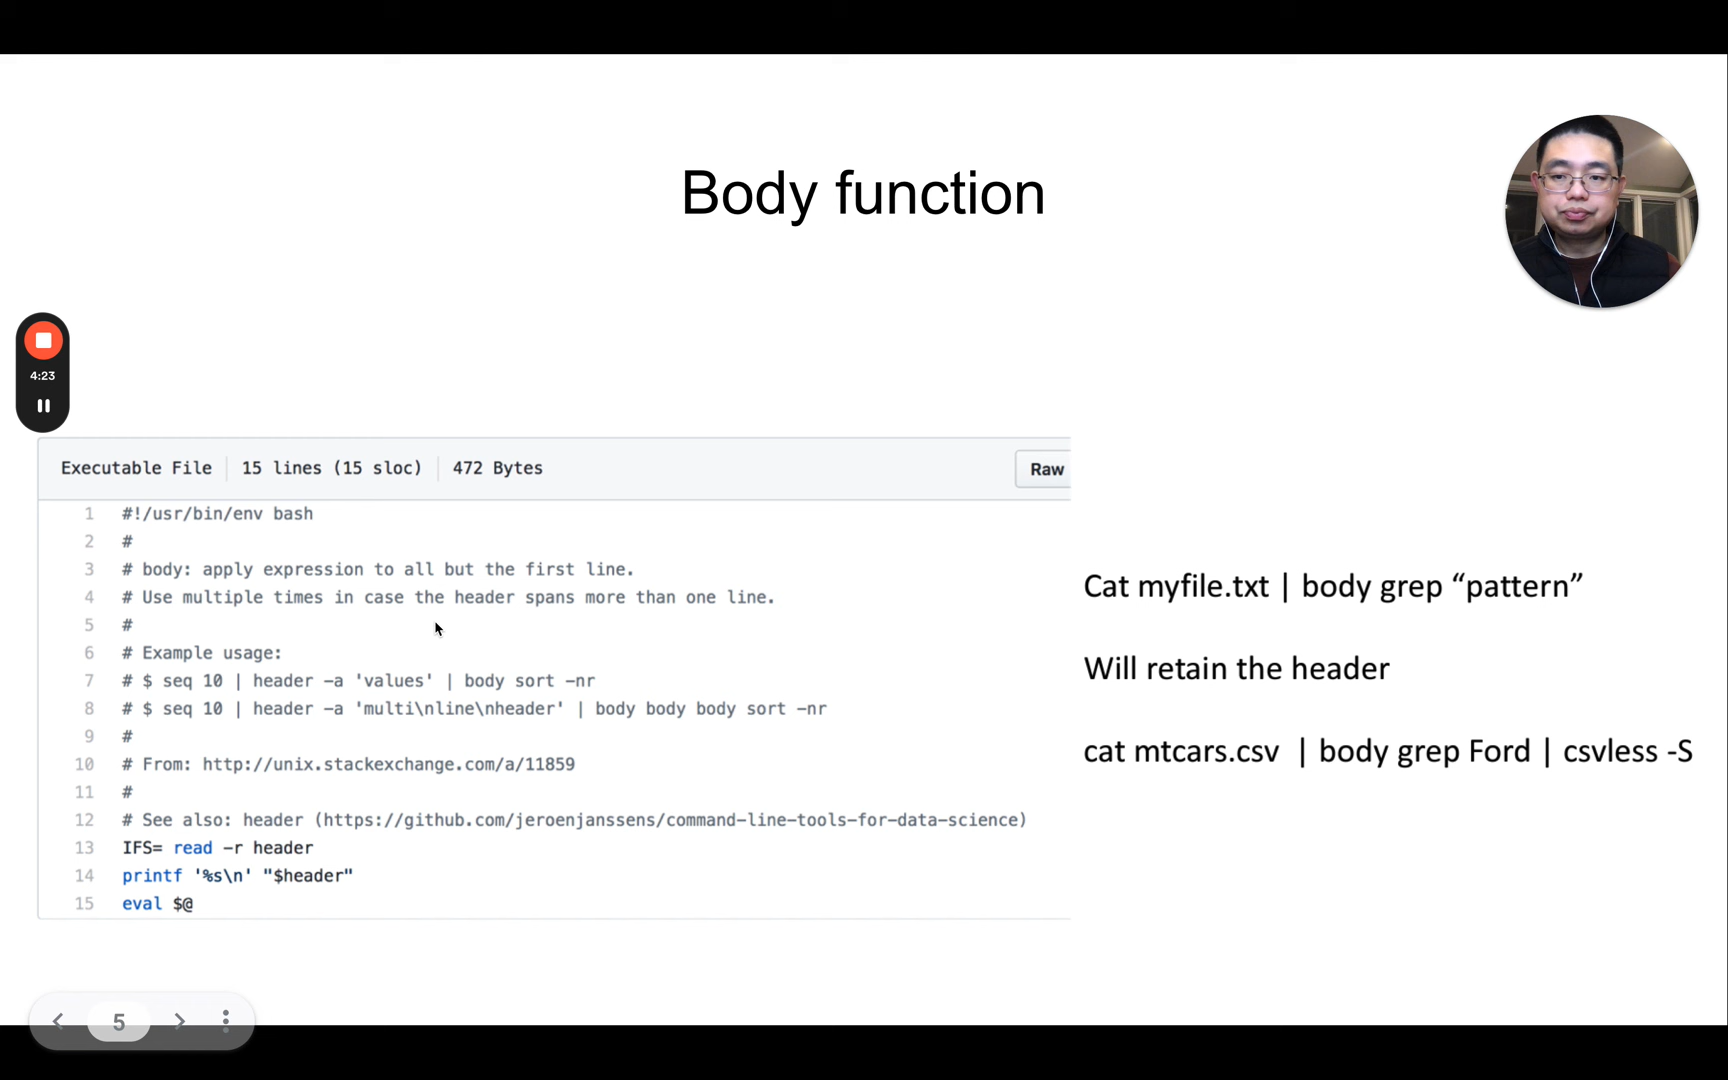 Body function
4:23
Executable File 15 lines (15 sloc) 472 Bytes Raw
1 #!/usr/bin/env bash
2 #
3 # body: apply expression to all but the first line.
4 # Use multiple times in case the header spans more than one line.
5 #
6 # Example usage:
7 # $ seq 10 | header -a 'values' | body sort -nr
8 # $ seq 10 | header -a 'multi\nline\nheader' | body body body sort -nr
9 #
10 # From: http://unix.stackexchange.com/a/11859
11 #
12 # See also: header (https://github.com/jeroenjanssens/command-line-tools-for-data-science)
13 IFS= read -r header
14 printf '%s\n' "$header"
15 eval $@
Cat myfile.txt | body grep “pattern”
Will retain the header
cat mtcars.csv | body grep Ford | csvless -S
5